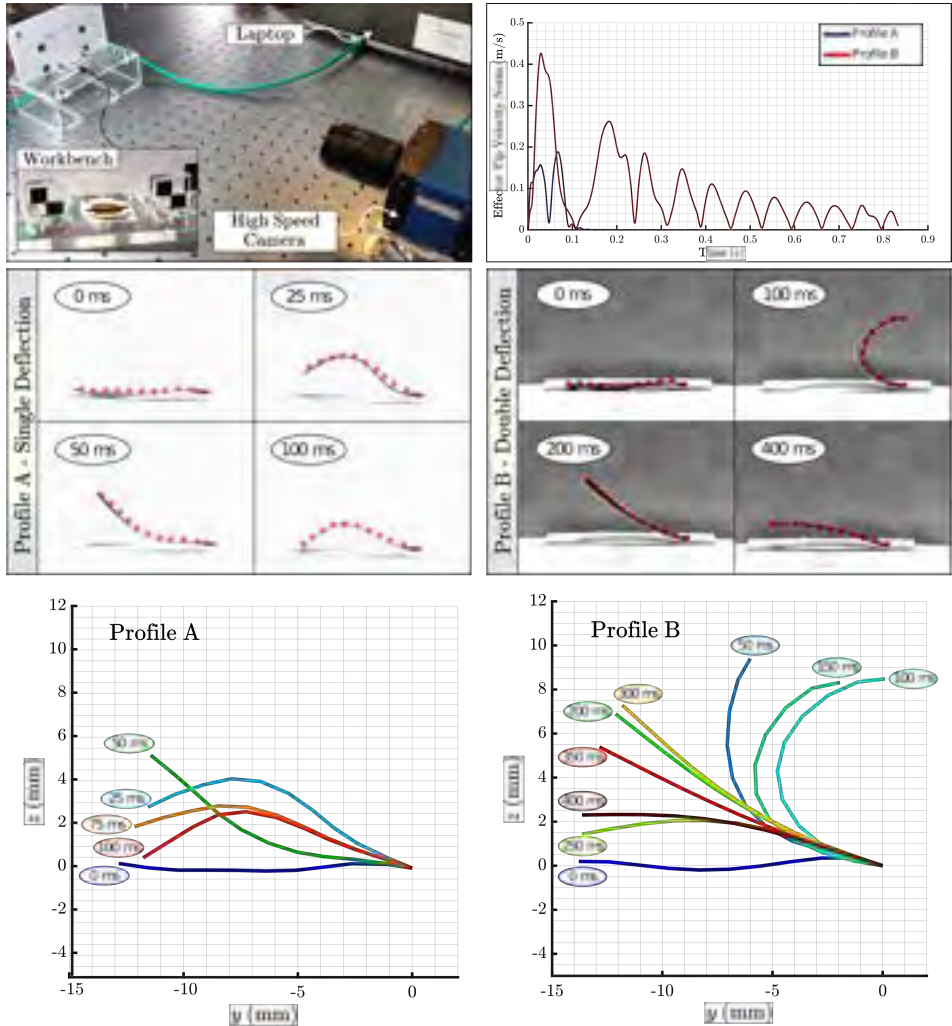 Laptop
Workbench
High Speed
Camera
0.5
0.4
0.3
0.2
0.1
0
0
0.1
0.2
0.3
0.4
0.5
0.6
0.7
0.8
0.9
(m/s)
Profile A
Profile B
Profile A - Single Deflection
0 ms
25 ms
50 ms
100 ms
Profile B - Double Deflection
0 ms
100 ms
200 ms
400 ms
Profile A
12
10
8
6
4
2
0
-2
-4
-15
-10
-5
0
z (mm)
y (mm)
50 ms
25 ms
75 ms
100 ms
0 ms
Profile B
12
10
8
6
4
2
0
-2
-4
-15
-10
-5
0
z (mm)
y (mm)
50 ms
150 ms
100 ms
300 ms
200 ms
350 ms
400 ms
250 ms
0 ms